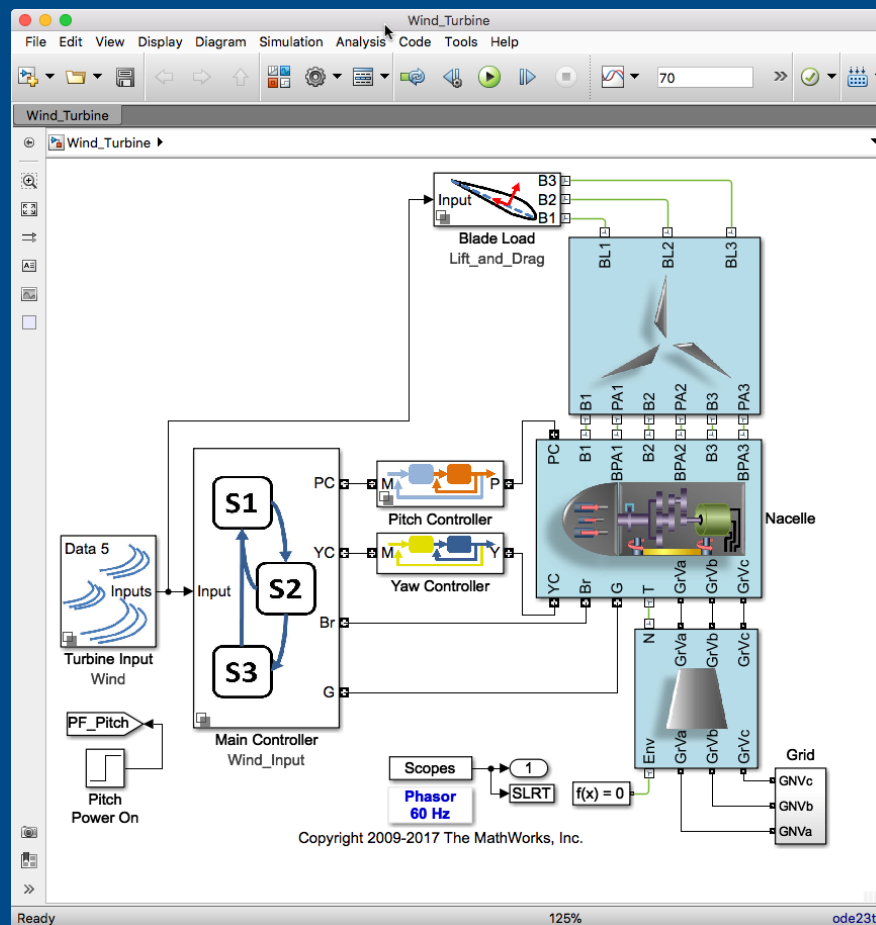 Wind_Turbine
File Edit View Display Diagram Simulation Analysis Code Tools Help
70
Wind_Turbine
Wind_Turbine
Input
B3
B2
B1
Blade Load
Lift_and_Drag
BL1 BL2 BL3
B1 PA1 B2 PA2 B3 PA3
PC B1 BPA1 B2 BPA2 B3 BPA3
Nacelle
YC Br G T GrVa GrVb GrVc
Data 5
Inputs
Turbine Input
Wind
Input
S1
S2
S3
PC
YC
Br
G
Main Controller
Wind_Input
M P
Pitch Controller
M Y
Yaw Controller
N GrVa GrVb GrVc
Env GrVa GrVb GrVc
PF_Pitch
Pitch
Power On
Scopes
1
SLRT
Phasor
60 Hz
f(x) = 0
Grid
GNVc
GNVb
GNVa
Copyright 2009-2017 The MathWorks, Inc.
Ready 125% ode23t